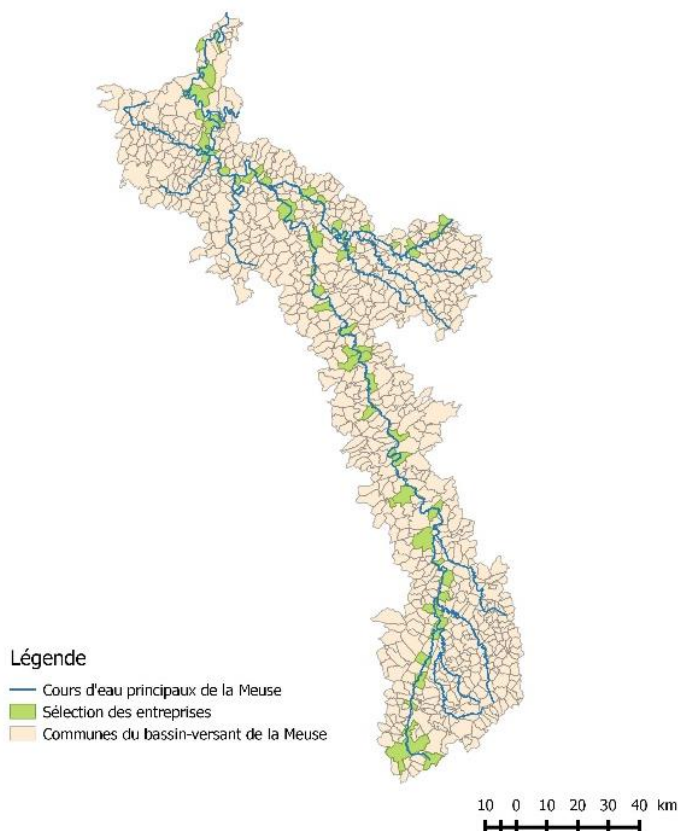 Légende
Cours d'eau principaux de la Meuse
Sélection des entreprises
Communes du bassin-versant de la Meuse
10 0 10 20 30 40 km